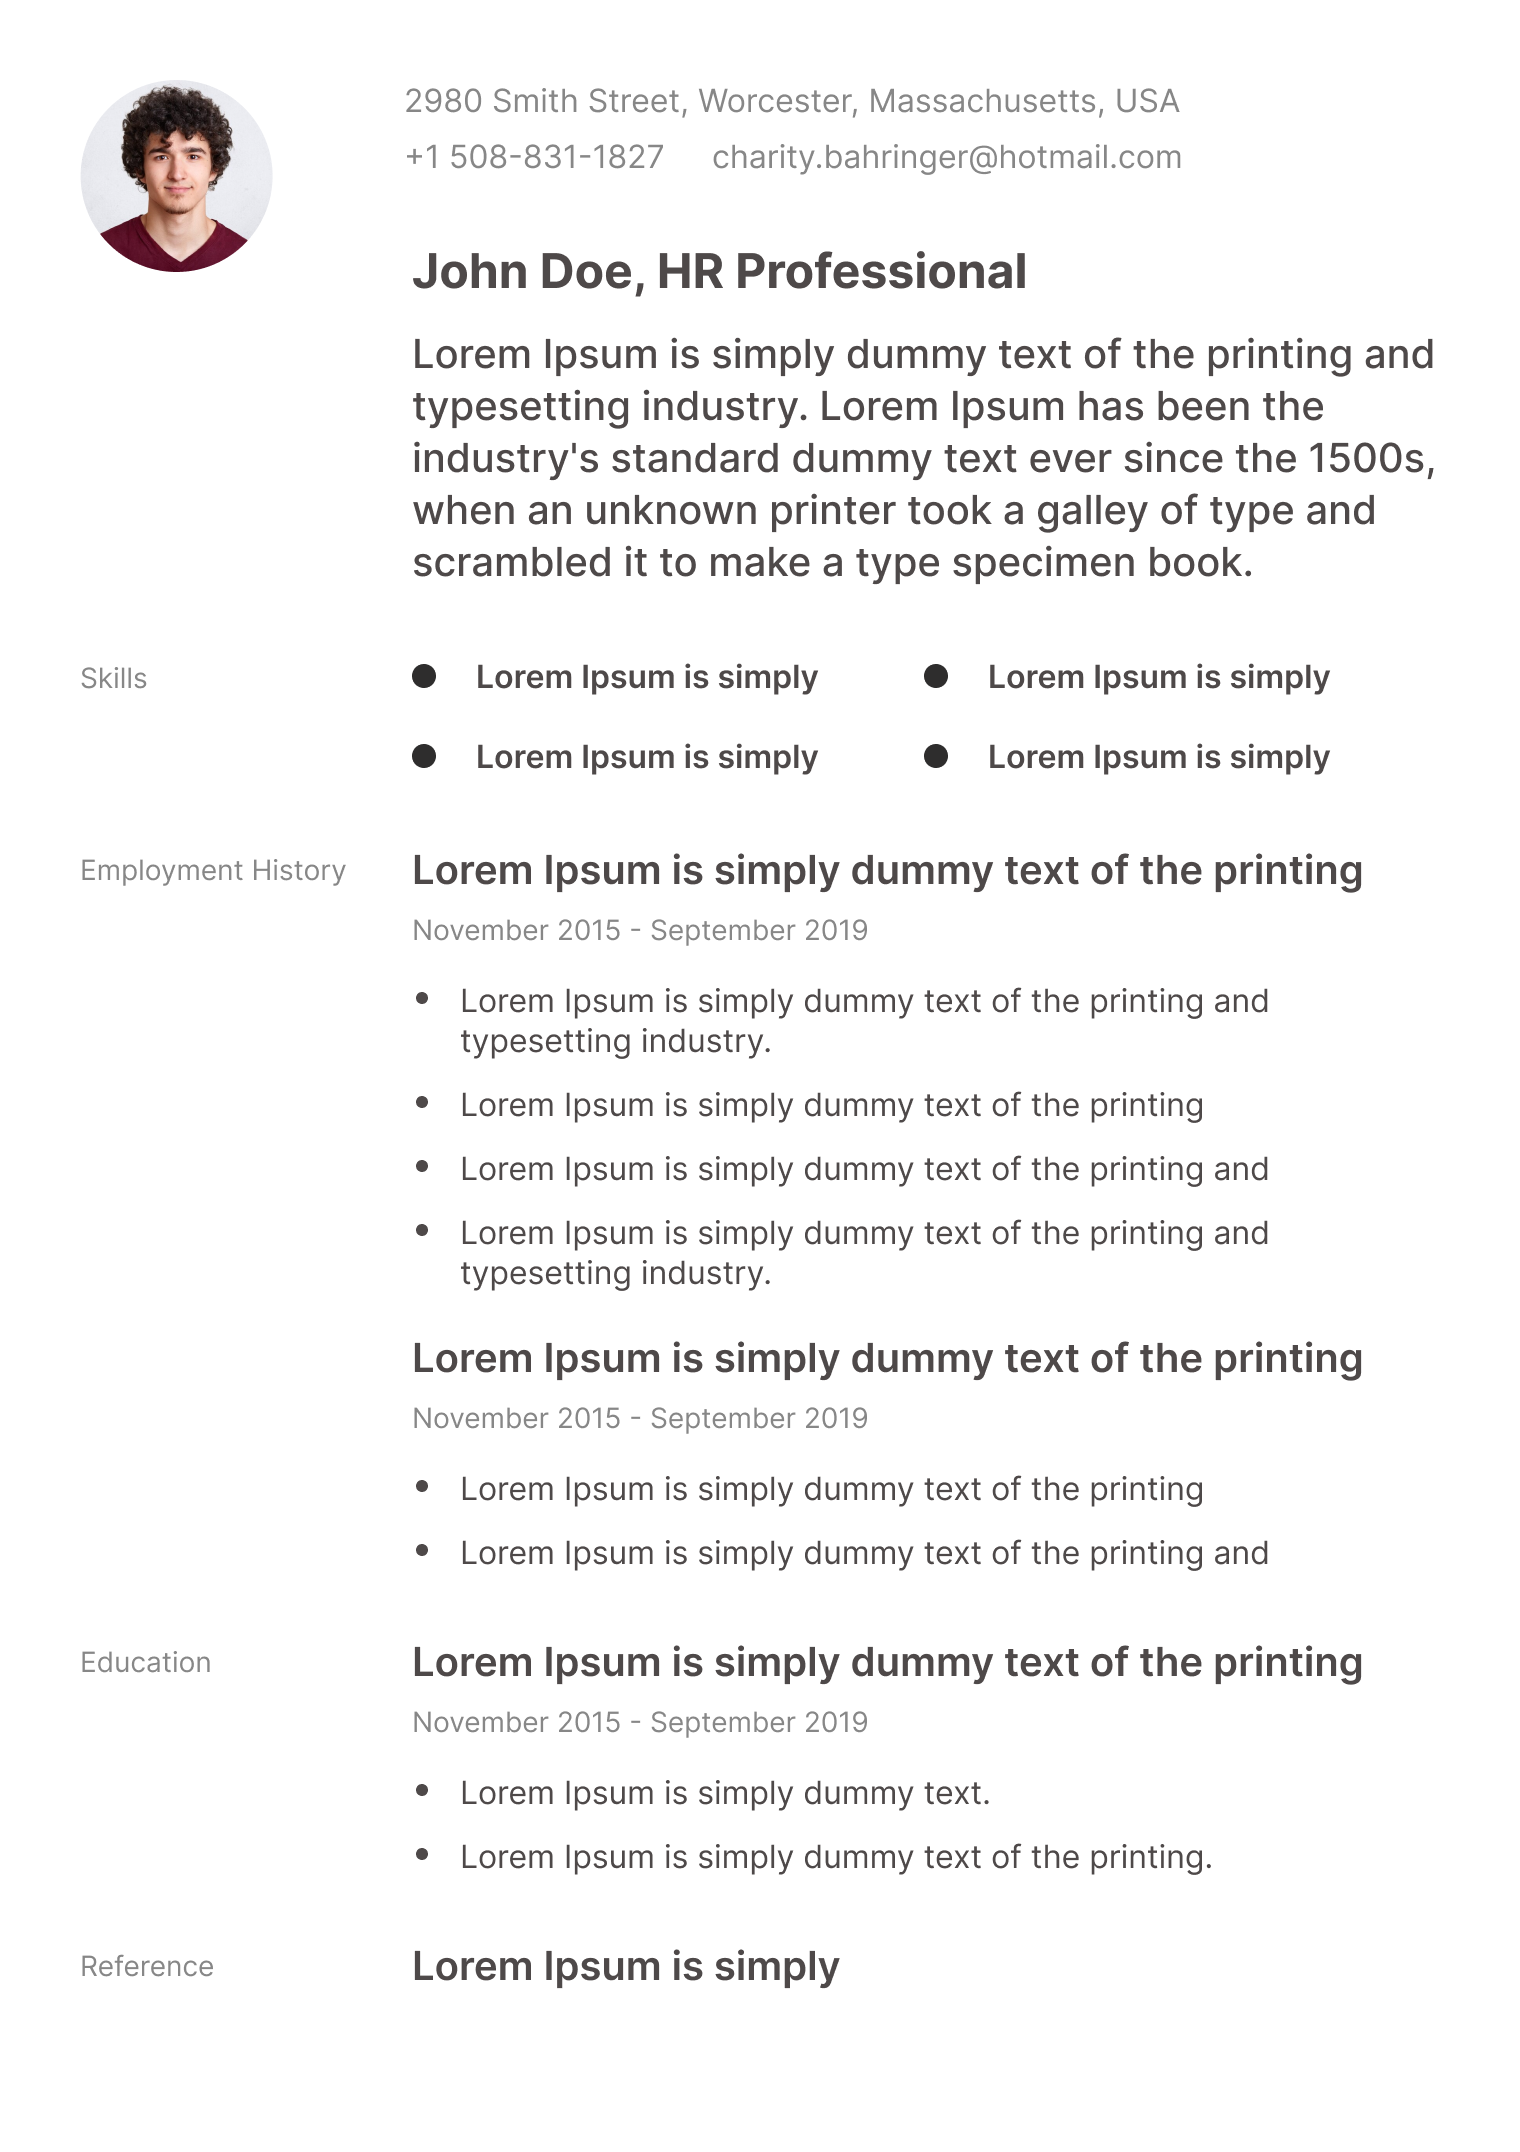 2980 Smith Street, Worcester, Massachusetts, USA
+1 508-831-1827 charity.bahringer@hotmail.com
John Doe, HR Professional
Lorem Ipsum is simply dummy text of the printing and
typesetting industry. Lorem Ipsum has been the
industry's standard dummy text ever since the 1500s,
when an unknown printer took a galley of type and
scrambled it to make a type specimen book.
Skills
● Lorem Ipsum is simply ● Lorem Ipsum is simply
● Lorem Ipsum is simply ● Lorem Ipsum is simply
Employment History
Lorem Ipsum is simply dummy text of the printing
November 2015 - September 2019
• Lorem Ipsum is simply dummy text of the printing and
typesetting industry.
• Lorem Ipsum is simply dummy text of the printing
• Lorem Ipsum is simply dummy text of the printing and
• Lorem Ipsum is simply dummy text of the printing and
typesetting industry.
Lorem Ipsum is simply dummy text of the printing
November 2015 - September 2019
• Lorem Ipsum is simply dummy text of the printing
• Lorem Ipsum is simply dummy text of the printing and
Education
Lorem Ipsum is simply dummy text of the printing
November 2015 - September 2019
• Lorem Ipsum is simply dummy text.
• Lorem Ipsum is simply dummy text of the printing.
Reference
Lorem Ipsum is simply